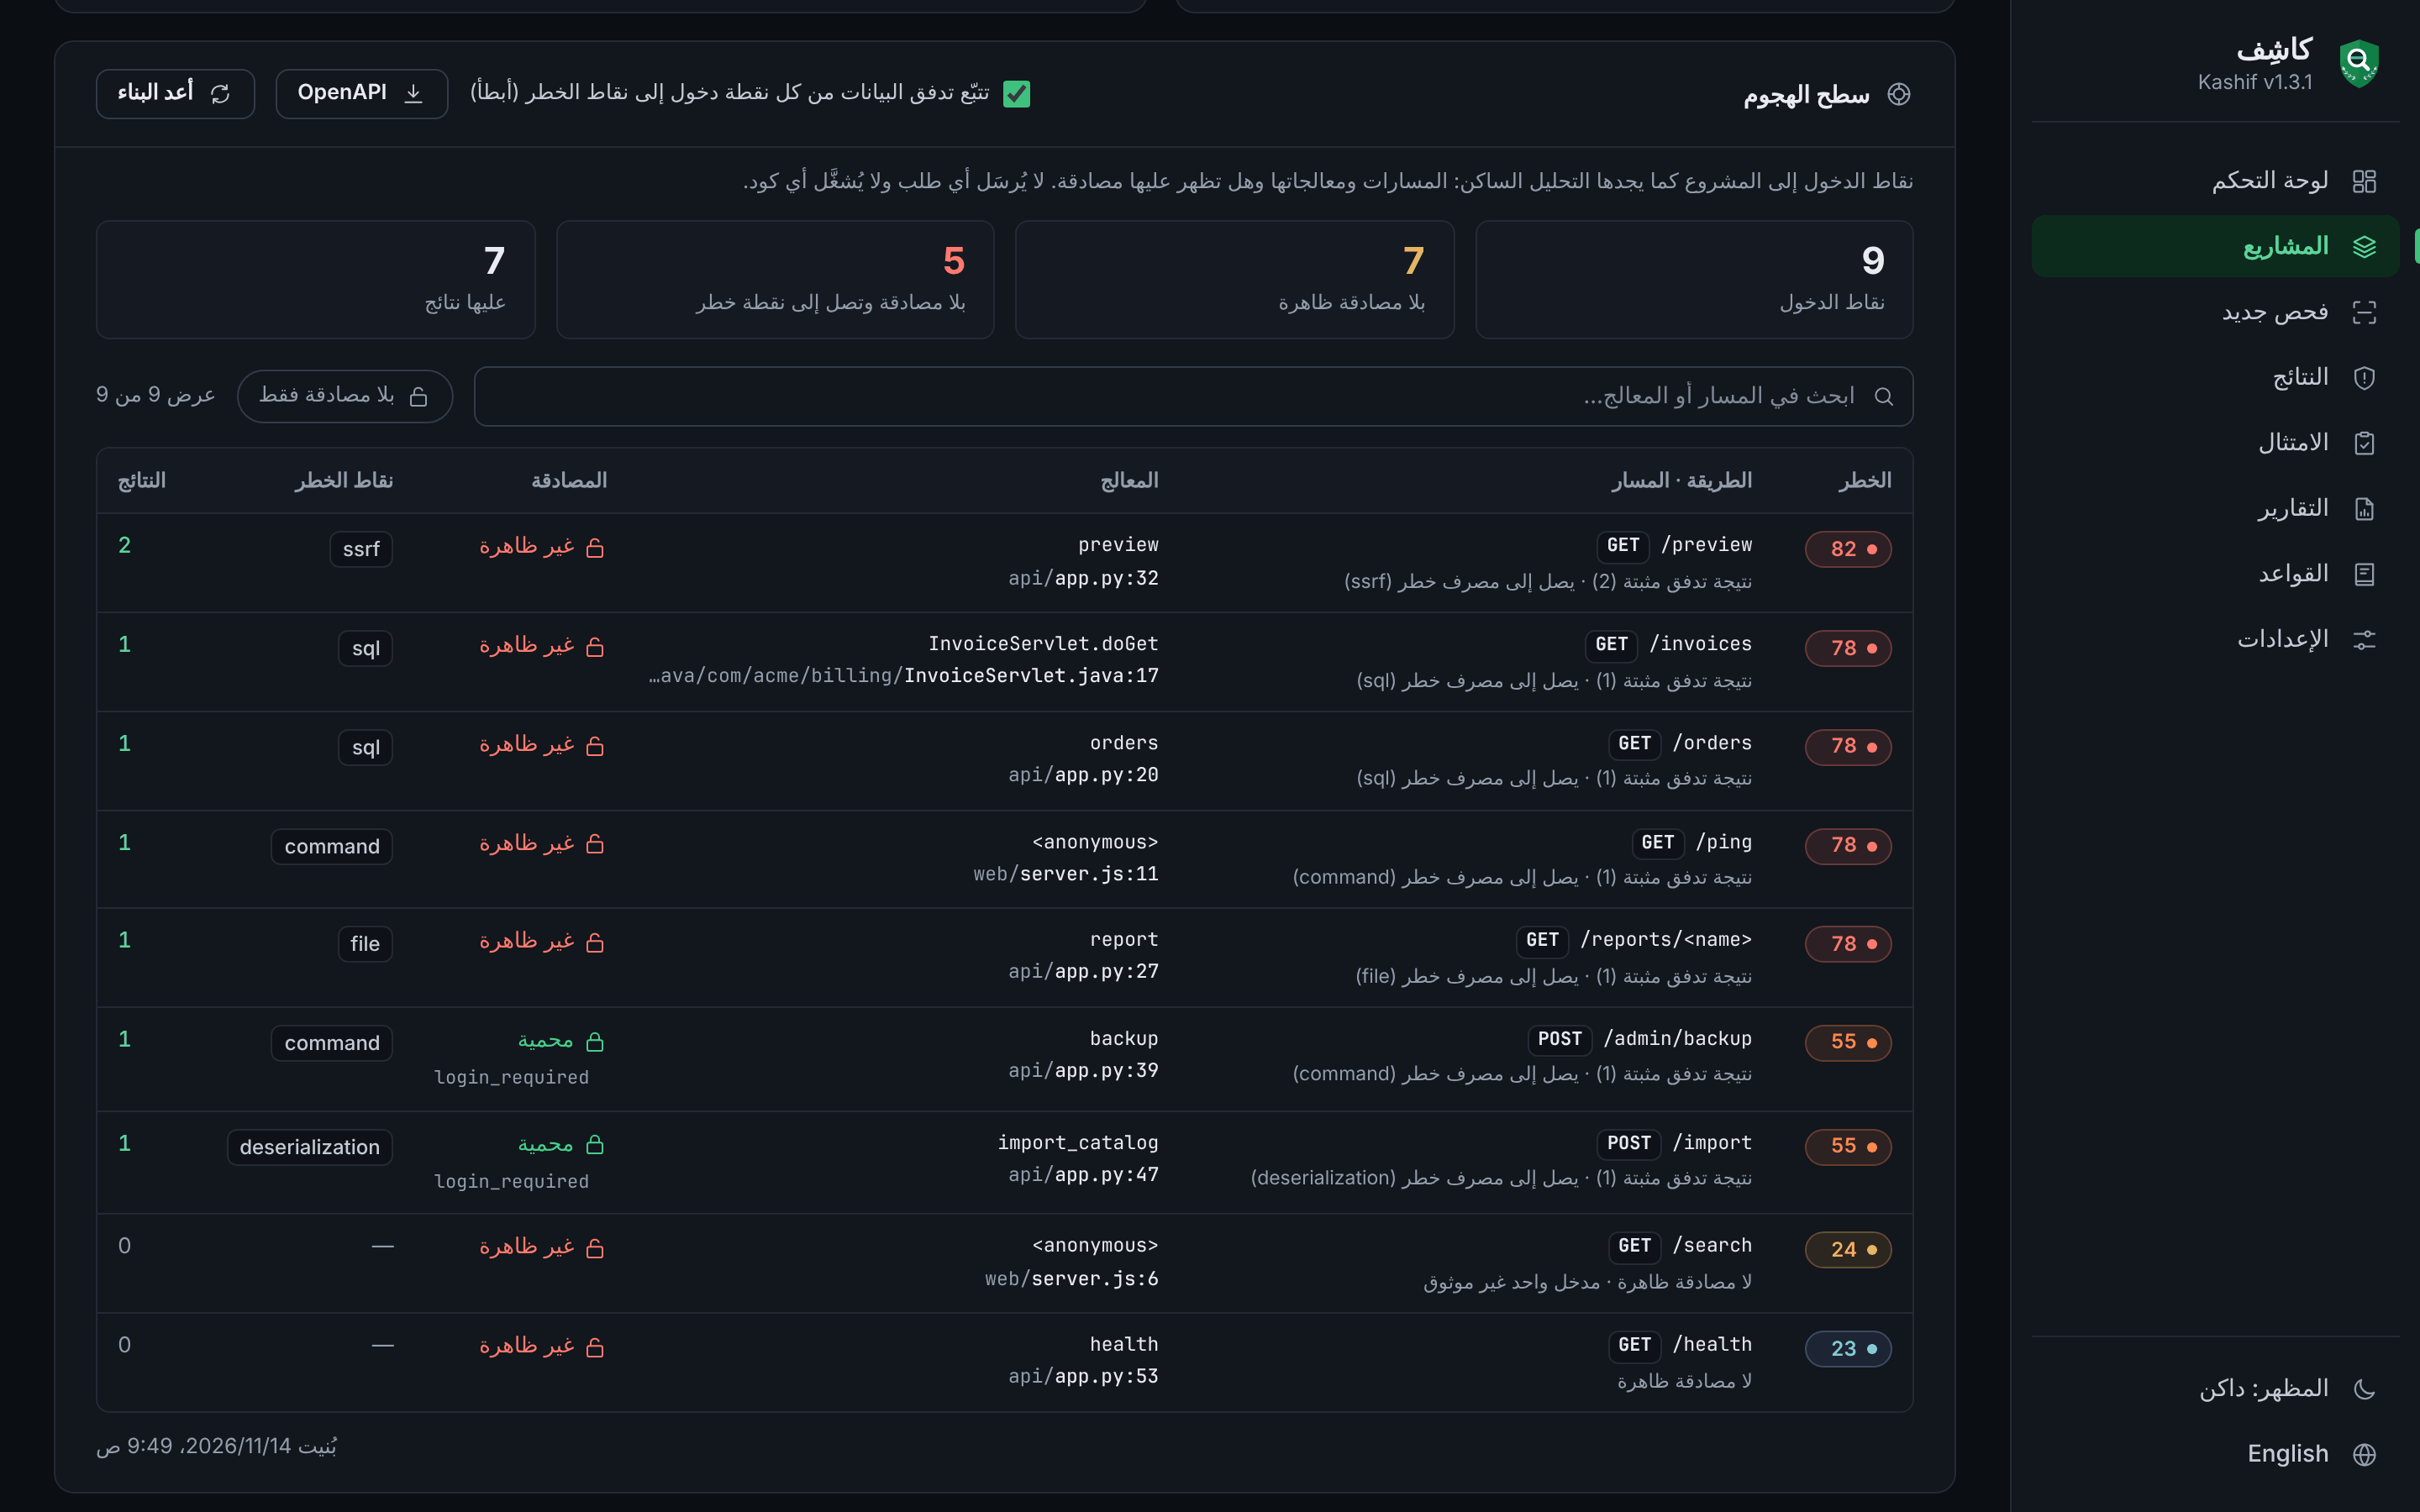 كاشِف
Kashif v1.3.1
لوحة التحكم
المشاريع
فحص جديد
النتائج
الامتثال
التقارير
القواعد
الإعدادات
المظهر: داكن
English
سطح الهجوم
تتبّع تدفق البيانات من كل نقطة دخول إلى نقاط الخطر (أبطأ)
OpenAPI
أعد البناء
نقاط الدخول إلى المشروع كما يجدها التحليل الساكن: المسارات ومعالجاتها وهل تظهر عليها مصادقة. لا يُرسَل أي طلب ولا يُشغَّل أي كود.
9
نقاط الدخول
7
بلا مصادقة ظاهرة
5
بلا مصادقة وتصل إلى نقطة خطر
7
عليها نتائج
ابحث في المسار أو المعالج...
بلا مصادقة فقط
عرض 9 من 9
الخطر الطريقة · المسار المعالج المصادقة نقاط الخطر النتائج
82 GET /preview preview غير ظاهرة ssrf 2
نتيجة تدفق مثبتة (2) · يصل إلى مصرف خطر (ssrf) api/app.py:32
78 GET /invoices InvoiceServlet.doGet غير ظاهرة sql 1
نتيجة تدفق مثبتة (1) · يصل إلى مصرف خطر (sql) …ava/com/acme/billing/InvoiceServlet.java:17
78 GET /orders orders غير ظاهرة sql 1
نتيجة تدفق مثبتة (1) · يصل إلى مصرف خطر (sql) api/app.py:20
78 GET /ping <anonymous> غير ظاهرة command 1
نتيجة تدفق مثبتة (1) · يصل إلى مصرف خطر (command) web/server.js:11
78 GET /reports/<name> report غير ظاهرة file 1
نتيجة تدفق مثبتة (1) · يصل إلى مصرف خطر (file) api/app.py:27
55 POST /admin/backup backup محمية command 1
نتيجة تدفق مثبتة (1) · يصل إلى مصرف خطر (command) api/app.py:39 login_required
55 POST /import import_catalog محمية deserialization 1
نتيجة تدفق مثبتة (1) · يصل إلى مصرف خطر (deserialization) api/app.py:47 login_required
24 GET /search <anonymous> غير ظاهرة — 0
لا مصادقة ظاهرة · مدخل واحد غير موثوق web/server.js:6
23 GET /health health غير ظاهرة — 0
لا مصادقة ظاهرة api/app.py:53
بُنيت 2026/11/14، 9:49 ص